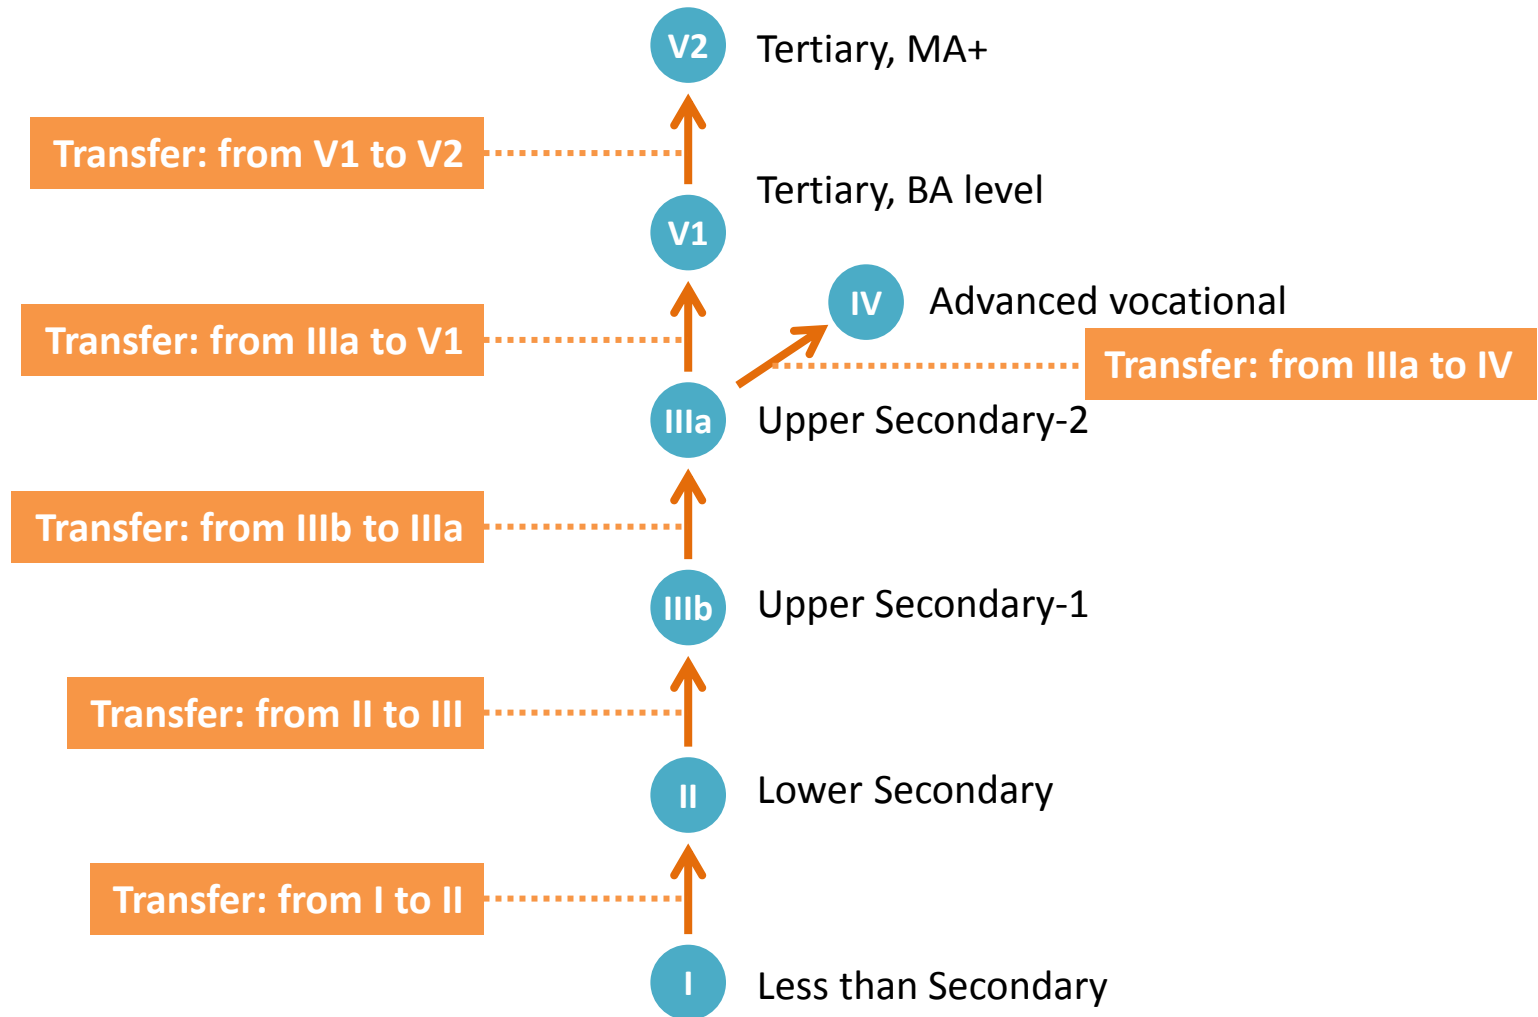 V2
Tertiary, MA+
Transfer: from V1 to V2
Tertiary, BA level
V1
IV
Advanced vocational
Transfer: from IIIa to V1
Transfer: from IIIa to IV
IIIa
Upper Secondary-2
Transfer: from IIIb to IIIa
IIIb
Upper Secondary-1
Transfer: from II to III
II
Lower Secondary
Transfer: from I to II
I
Less than Secondary